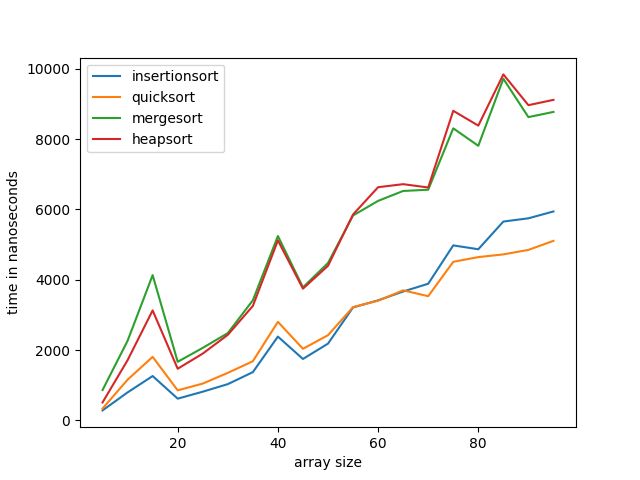 insertionsort
quicksort
mergesort
heapsort
10000
8000
6000
4000
2000
0
time in nanoseconds
20
40
60
80
array size